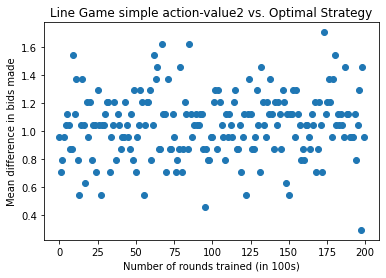 Line Game simple action-value2 vs. Optimal Strategy
Mean difference in bids made
1.6
1.4
1.2
1.0
0.8
0.6
0.4
0 25 50 75 100 125 150 175 200
Number of rounds trained (in 100s)